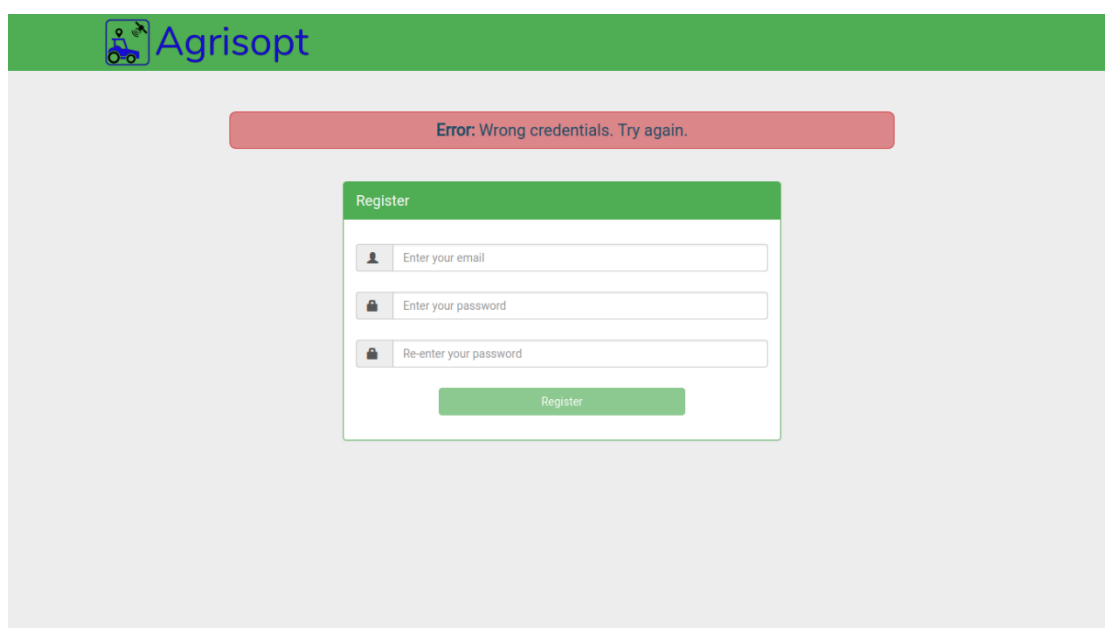 Agrisopt
Error: Wrong credentials. Try again.
Register
Enter your email
Enter your password
Re-enter your password
Register